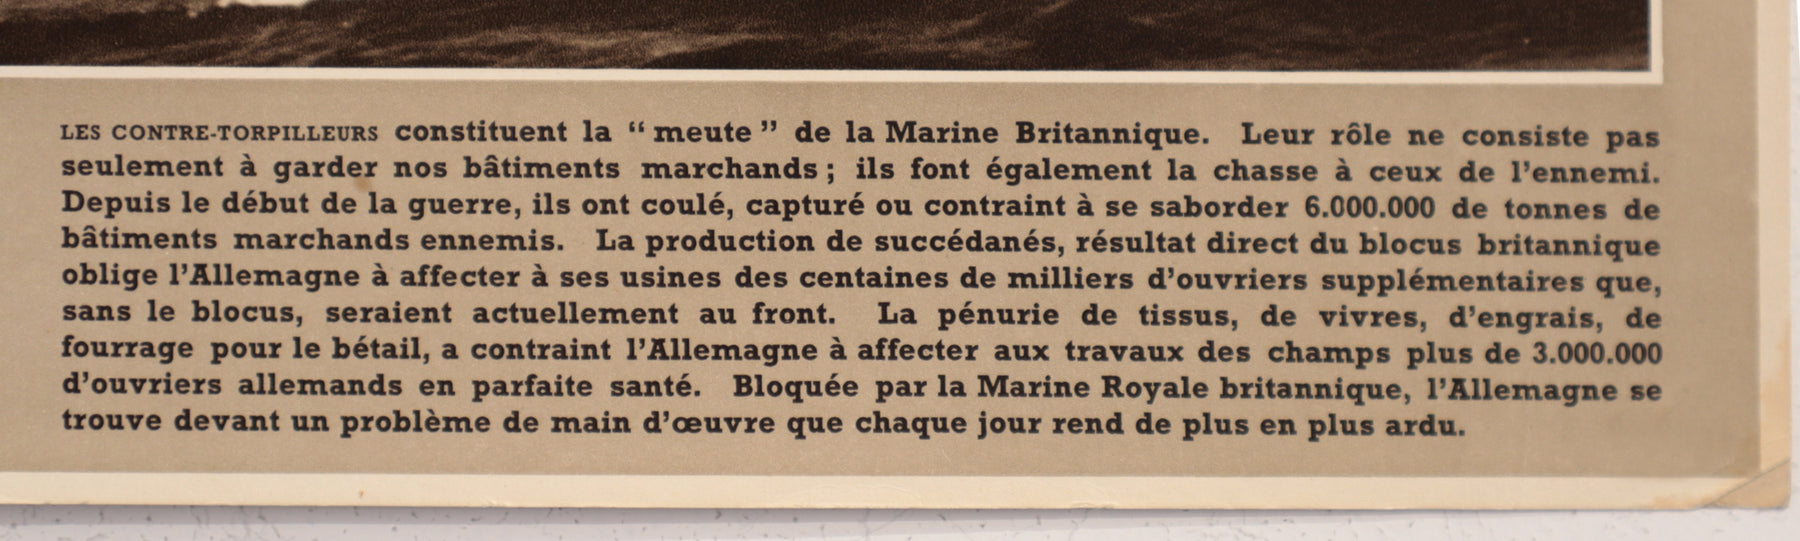 LES CONTRE-TORPILLEURS constituent la “ meute ” de la Marine Britannique. Leur rôle ne consiste pas
seulement à garder nos bâtiments marchands ; ils font également la chasse à ceux de l’ennemi.
Depuis le début de la guerre, ils ont coulé, capturé ou contraint à se saborder 6.000.000 de tonnes de
bâtiments marchands ennemis. La production de succédanés, résultat direct du blocus britannique
oblige l’Allemagne à affecter à ses usines des centaines de milliers d’ouvriers supplémentaires que,
sans le blocus, seraient actuellement au front. La pénurie de tissus, de vivres, d’engrais, de
fourrage pour le bétail, a contraint l’Allemagne à affecter aux travaux des champs plus de 3.000.000
d’ouvriers allemands en parfaite santé. Bloquée par la Marine Royale britannique, l’Allemagne se
trouve devant un problème de main d’œuvre que chaque jour rend de plus en plus ardu.